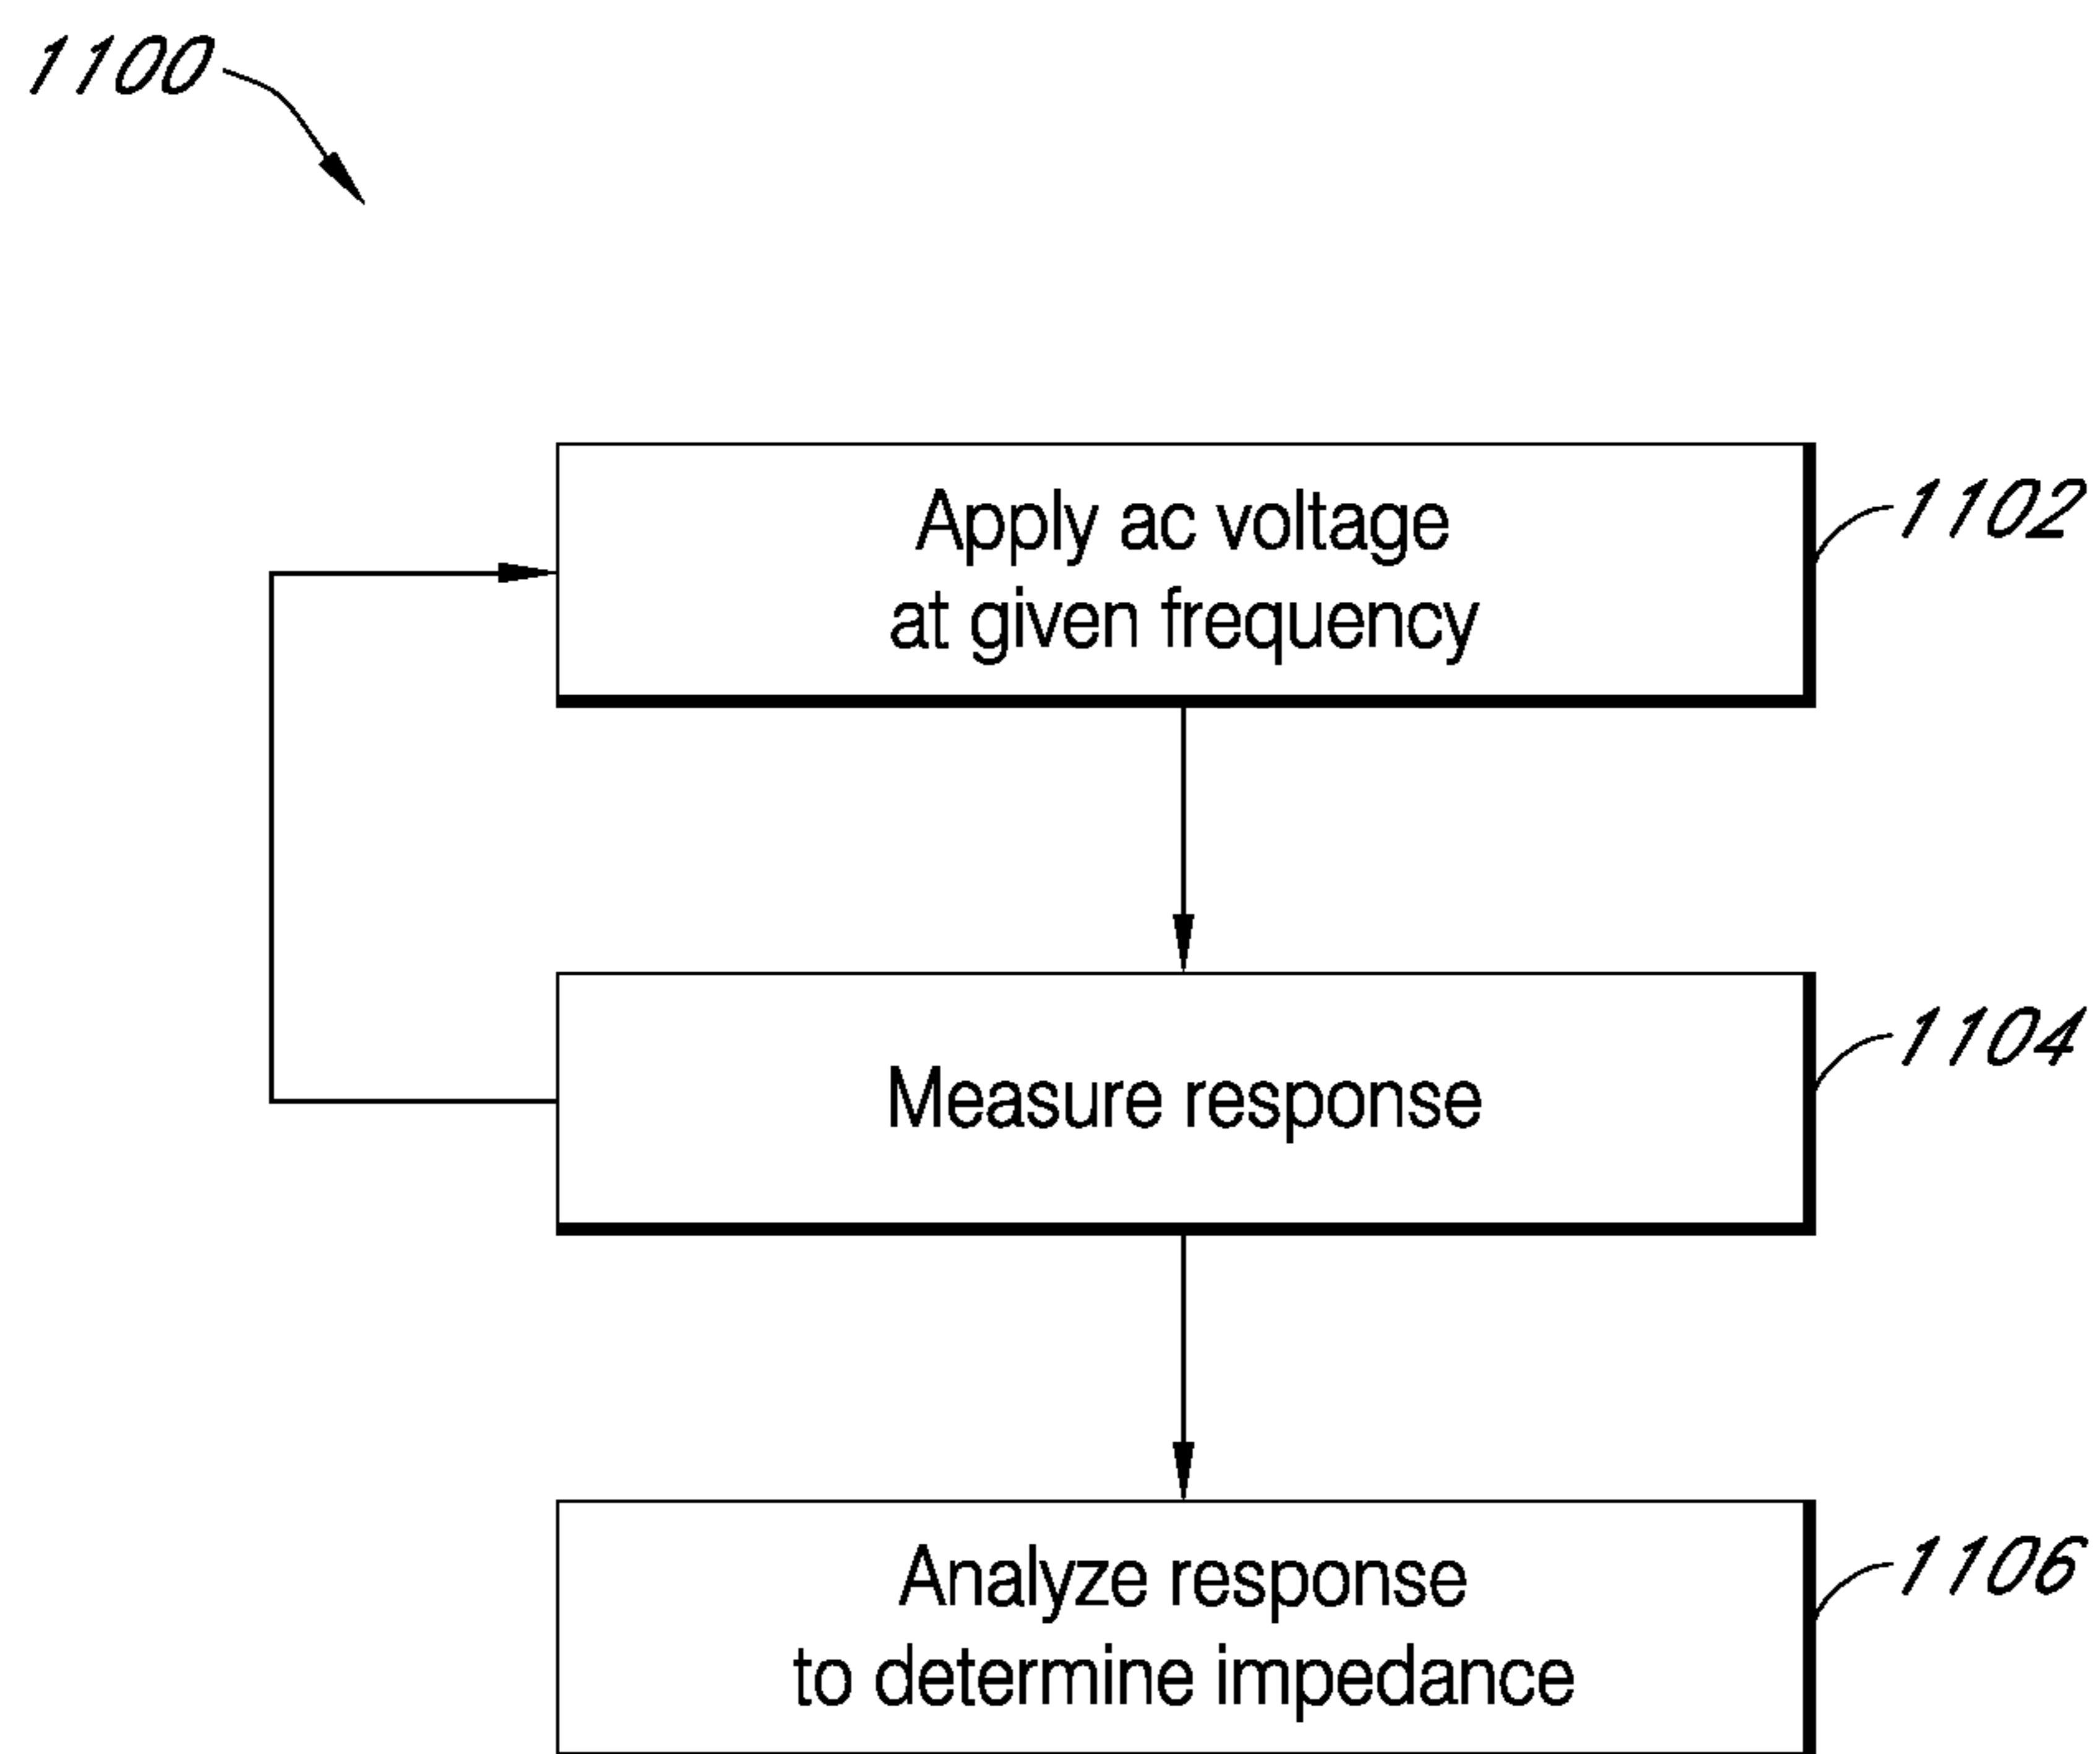 1100
Apply ac voltage
at given frequency
1102
Measure response
1104
Analyze response
to determine impedance
1106